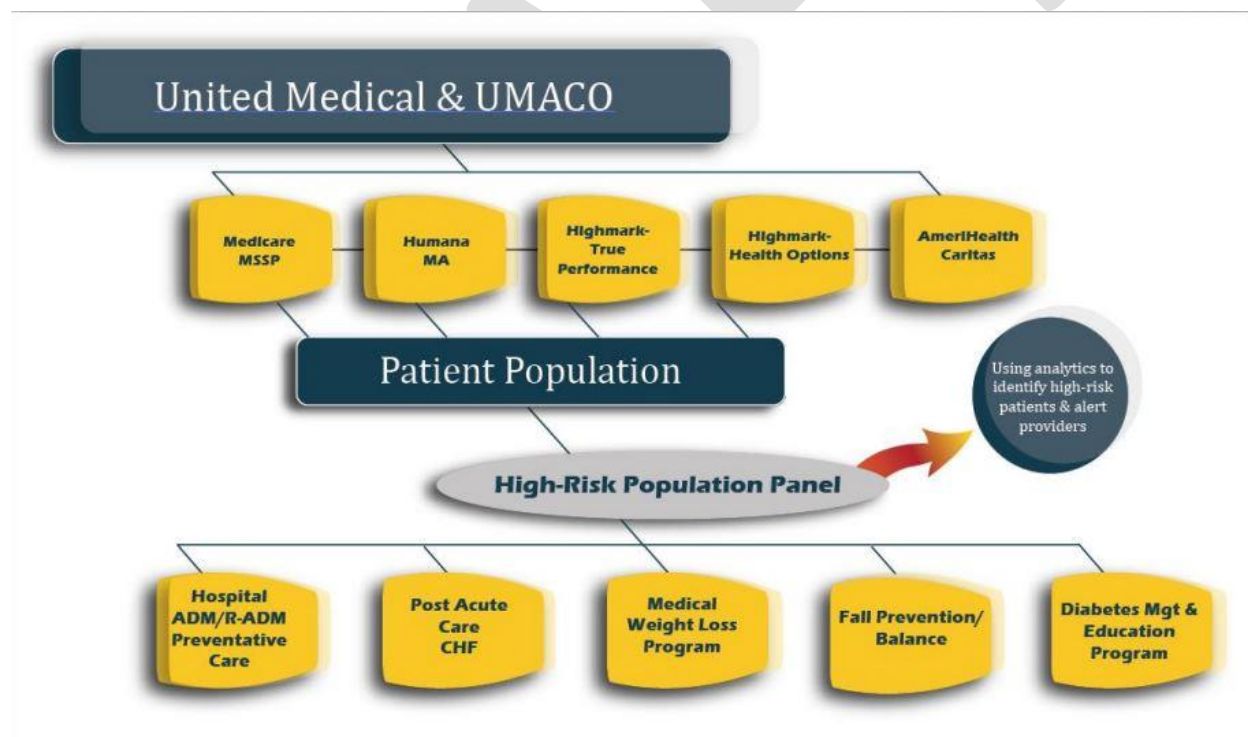 United Medical & UMACO
Medicare
MSSP
Humana
MA
Highmark-
True
Performance
Highmark-
Health Options
AmeriHealth
Caritas
Patient Population
Using analytics to
identify high-risk
patients & alert
providers
High-Risk Population Panel
Hospital
ADM/R-ADM
Preventative
Care
Post Acute
Care
CHF
Medical
Weight Loss
Program
Fall Prevention/
Balance
Diabetes Mgt &
Education
Program